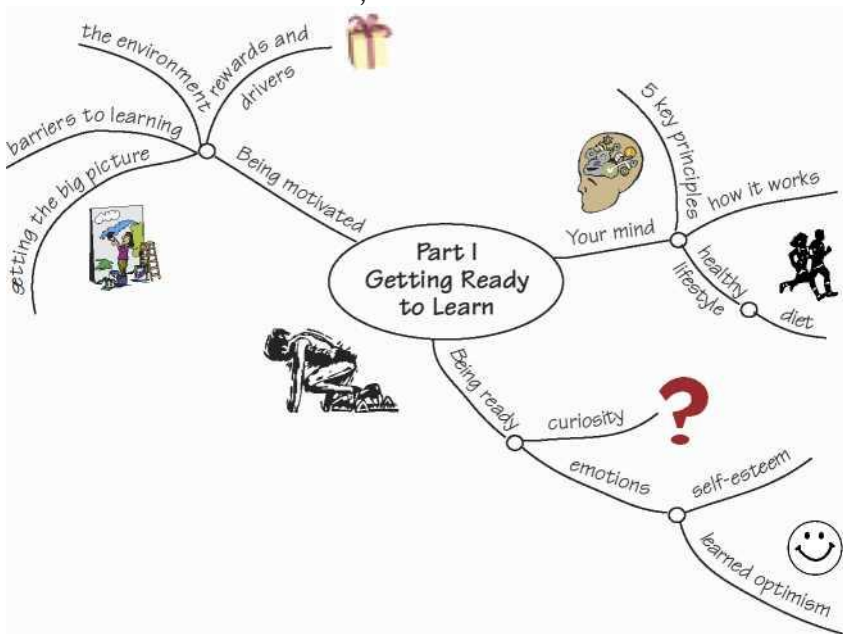 the environment
rewards and
drivers
barriers to learning
getting the big picture
Being motivated
Part I
Getting Ready
to Learn
5 key principles
Your mind
how it works
healthy
lifestyle
diet
Being ready
curiosity
?
emotions
self-esteem
learned optimism